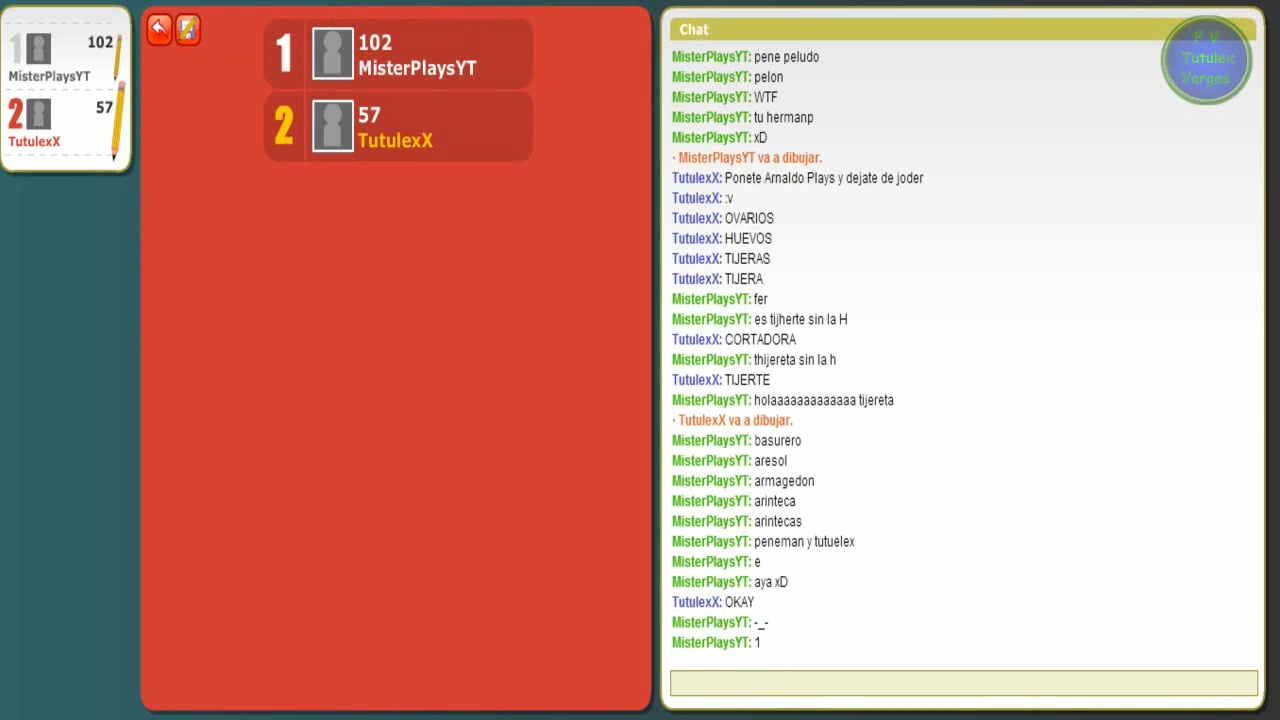 1
102
MisterPlaysYT
2
57
TutulexX
1
102
MisterPlaysYT
2
57
TutulexX
Chat
MisterPlaysYT: pene peludo
MisterPlaysYT: pelon
MisterPlaysYT: WTF
MisterPlaysYT: tu hermanp
MisterPlaysYT: xD
· MisterPlaysYT va a dibujar.
TutulexX: Ponete Arnaldo Plays y dejate de joder
TutulexX: :v
TutulexX: OVARIOS
TutulexX: HUEVOS
TutulexX: TIJERAS
TutulexX: TIJERA
MisterPlaysYT: fer
MisterPlaysYT: es tijherte sin la H
TutulexX: CORTADORA
MisterPlaysYT: thijereta sin la h
TutulexX: TIJERTE
MisterPlaysYT: holaaaaaaaaaaaaa tijereta
· TutulexX va a dibujar.
MisterPlaysYT: basurero
MisterPlaysYT: aresol
MisterPlaysYT: armagedon
MisterPlaysYT: arinteca
MisterPlaysYT: arintecas
MisterPlaysYT: peneman y tutuelex
MisterPlaysYT: e
MisterPlaysYT: aya xD
TutulexX: OKAY
MisterPlaysYT: -_-
MisterPlaysYT: 1
F V
Tutulex
Vargas